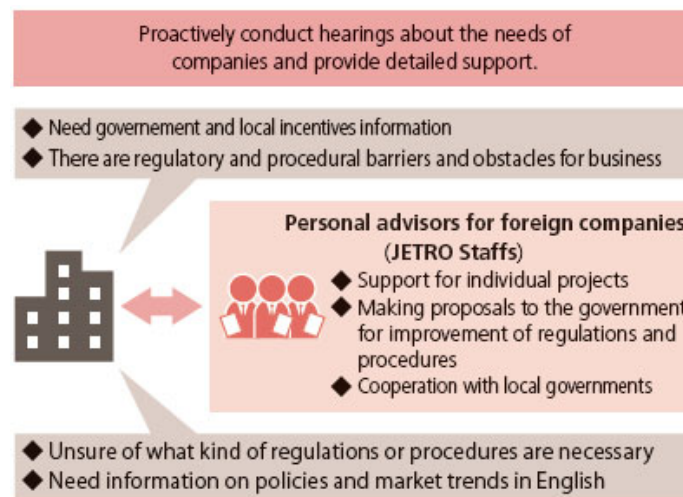 Proactively conduct hearings about the needs of
companies and provide detailed support.
◆ Need governement and local incentives information
◆ There are regulatory and procedural barriers and obstacles for business
Personal advisors for foreign companies
(JETRO Staffs)
◆ Support for individual projects
◆ Making proposals to the government
for improvement of regulations and
procedures
◆ Cooperation with local governments
◆ Unsure of what kind of regulations or procedures are necessary
◆ Need information on policies and market trends in English